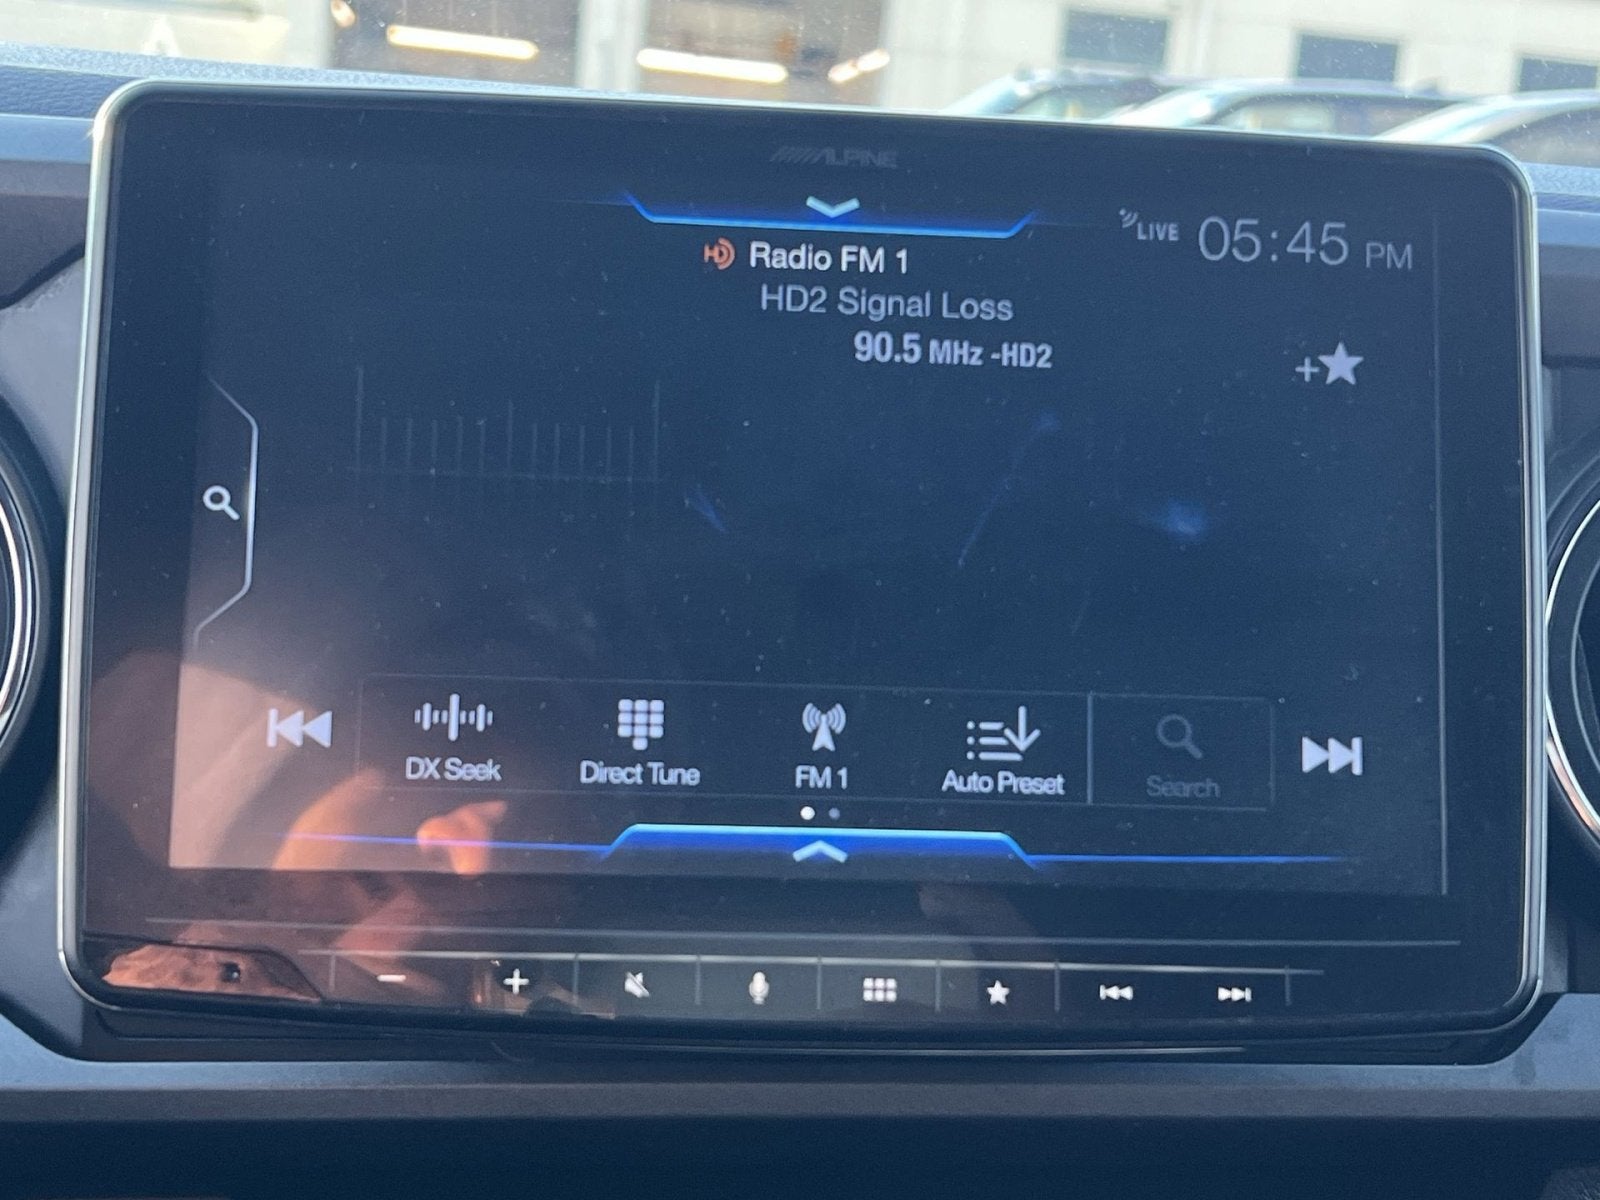 ALPINE
LIVE 05:45 PM
HD Radio FM 1
HD2 Signal Loss
90.5 MHz -HD2
+
DX Seek
Direct Tune
FM 1
Auto Preset
Search
− +